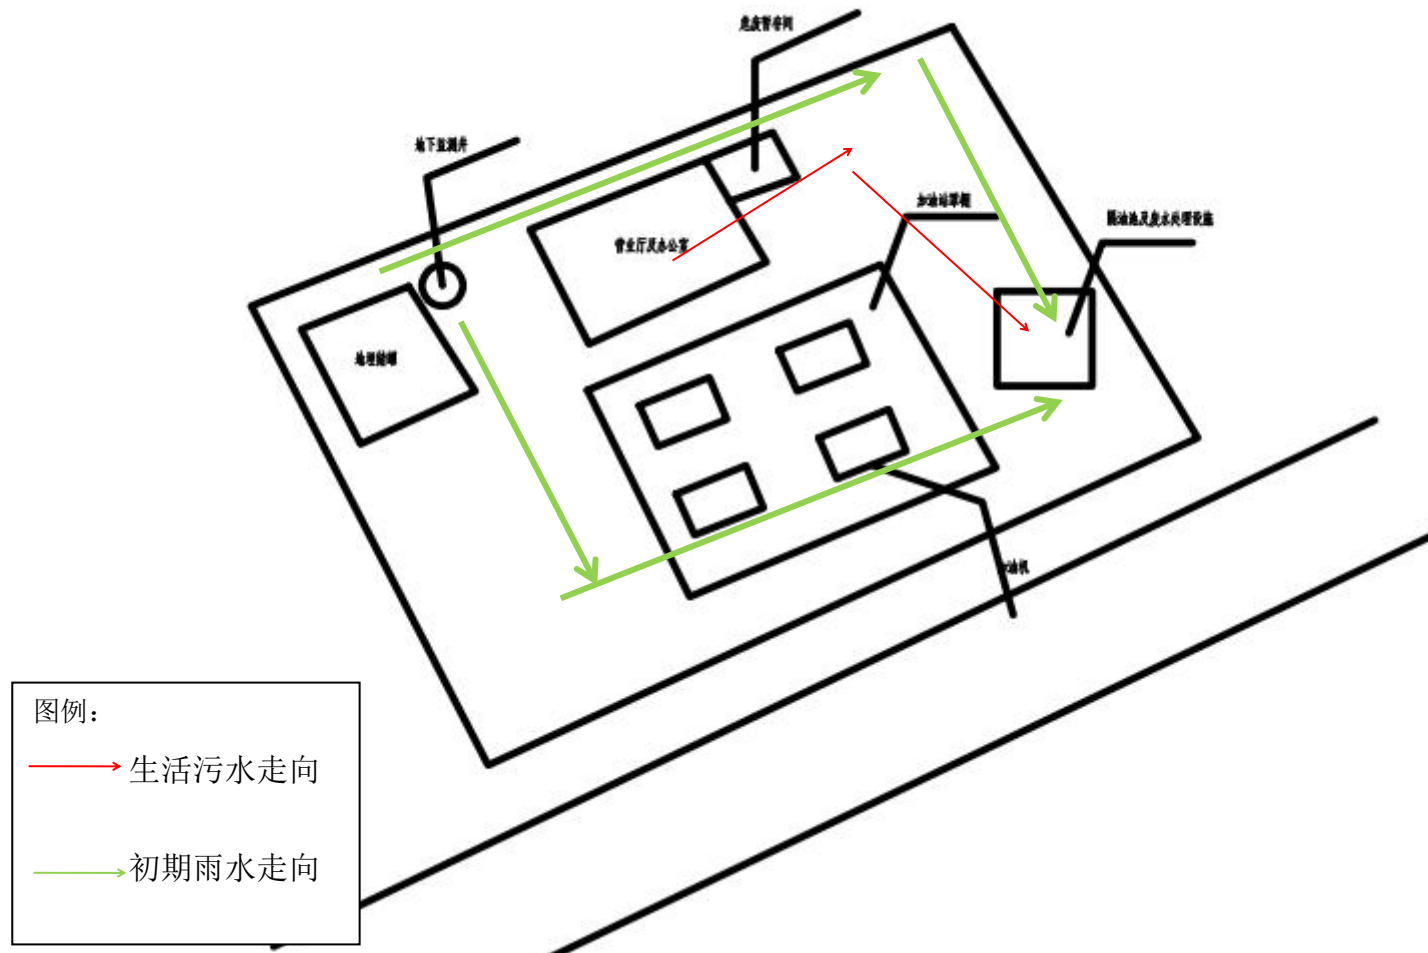 危废暂存间
地下监测井
加油站罩棚
隔油池及废水处理设施
营业厅及办公室
地埋储罐
加油机
图例：
生活污水走向
初期雨水走向